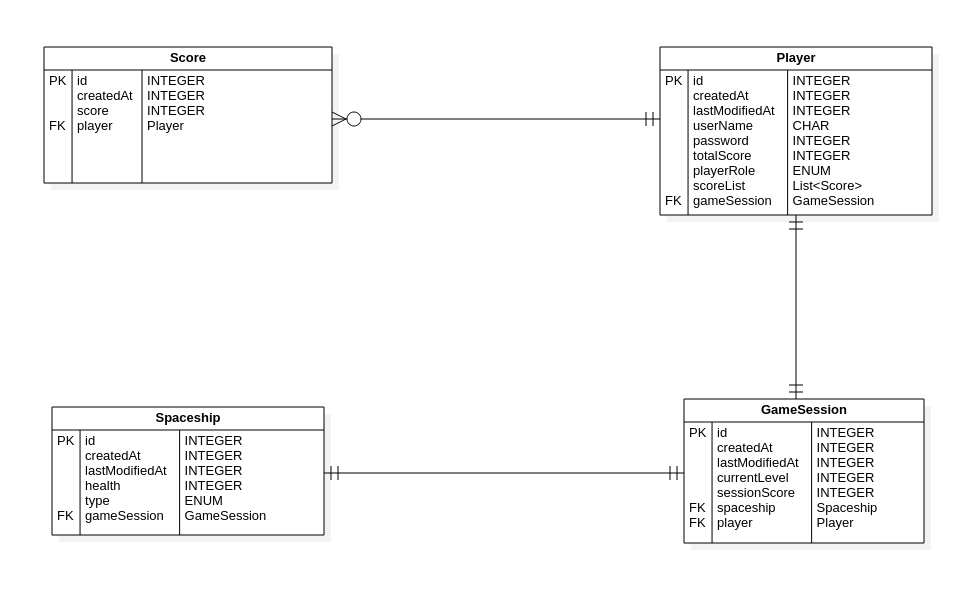 Score
PK id INTEGER
createdAt INTEGER
score INTEGER
FK player Player
Player
PK id INTEGER
createdAt INTEGER
lastModifiedAt INTEGER
userName CHAR
password INTEGER
totalScore INTEGER
playerRole ENUM
scoreList List<Score>
FK gameSession GameSession
Spaceship
PK id INTEGER
createdAt INTEGER
lastModifiedAt INTEGER
health INTEGER
type ENUM
FK gameSession GameSession
GameSession
PK id INTEGER
createdAt INTEGER
lastModifiedAt INTEGER
currentLevel INTEGER
sessionScore INTEGER
FK spaceship Spaceship
FK player Player